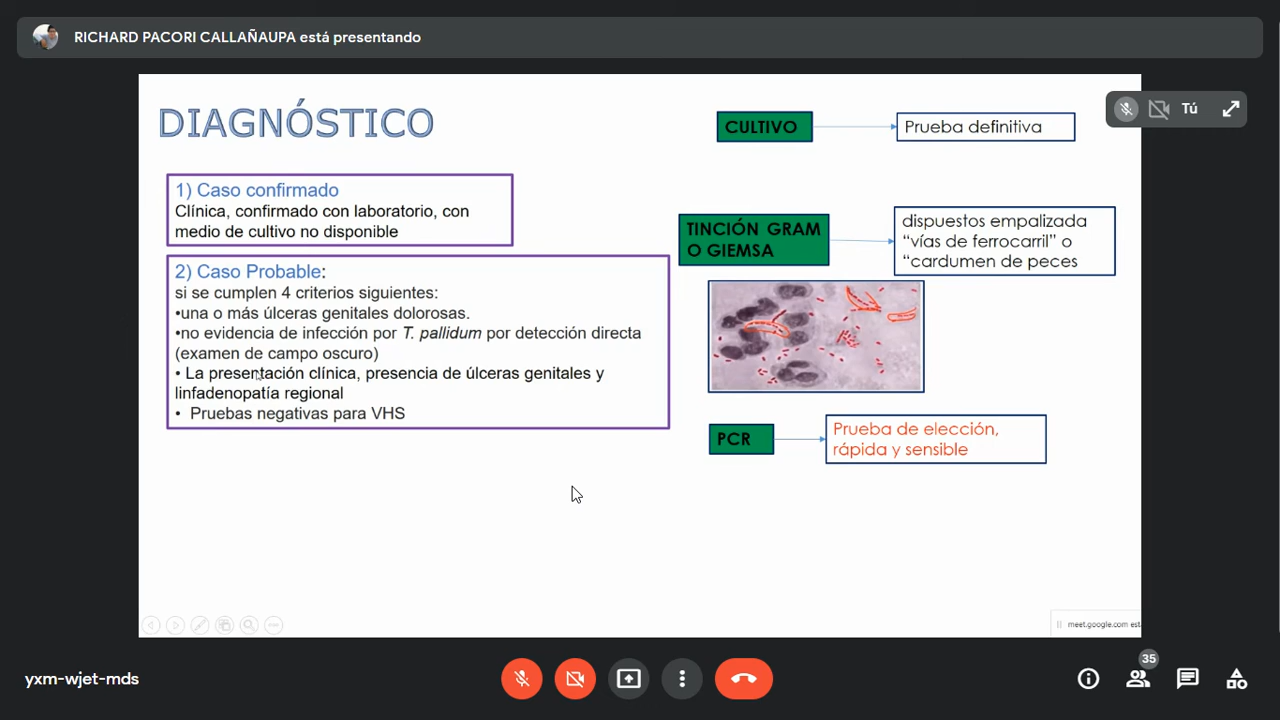 RICHARD PACORI CALLAÑAUPA está presentando
Tú
DIAGNÓSTICO
1) Caso confirmado
Clínica, confirmado con laboratorio, con
medio de cultivo no disponible
2) Caso Probable:
si se cumplen 4 criterios siguientes:
•una o más úlceras genitales dolorosas.
•no evidencia de infección por T. pallidum por detección directa
(examen de campo oscuro)
• La presentación clínica, presencia de úlceras genitales y
linfadenopatía regional
• Pruebas negativas para VHS
CULTIVO
Prueba definitiva
TINCIÓN GRAM
O GIEMSA
dispuestos empalizada
“vías de ferrocarril” o
“cardumen de peces
PCR
Prueba de elección,
rápida y sensible
meet.google.com est
yxm-wjet-mds
35